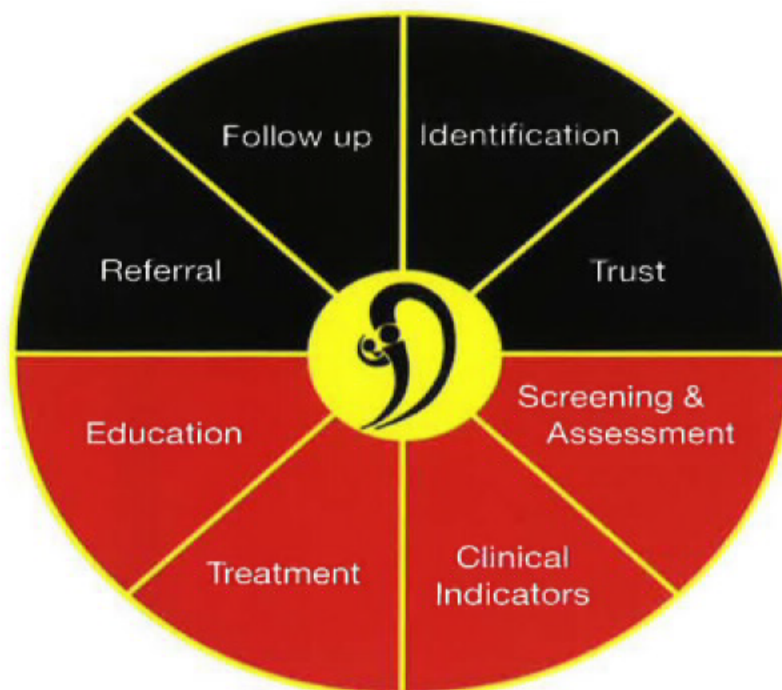 Follow up
Identification
Referral
Trust
Education
Screening &
Assessment
Treatment
Clinical
Indicators